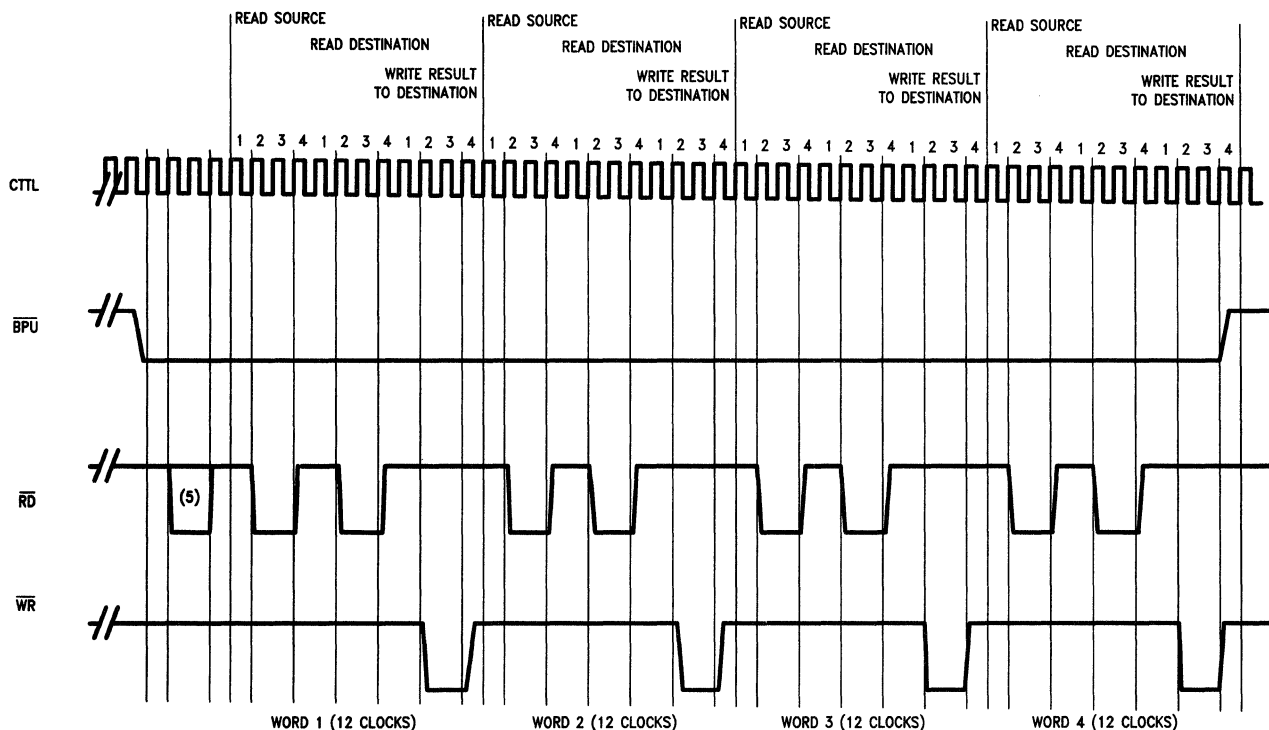 READ SOURCE READ SOURCE READ SOURCE READ SOURCE
READ DESTINATION READ DESTINATION READ DESTINATION READ DESTINATION
WRITE RESULT WRITE RESULT WRITE RESULT WRITE RESULT
TO DESTINATION TO DESTINATION TO DESTINATION TO DESTINATION
1 2 3 4 1 2 3 4 1 2 3 4 1 2 3 4 1 2 3 4 1 2 3 4 1 2 3 4 1 2 3 4 1 2 3 4 1 2 3 4 1 2 3 4 1 2 3 4
CTTL
BPU
RD (5)
WR
WORD 1 (12 CLOCKS) WORD 2 (12 CLOCKS) WORD 3 (12 CLOCKS) WORD 4 (12 CLOCKS)